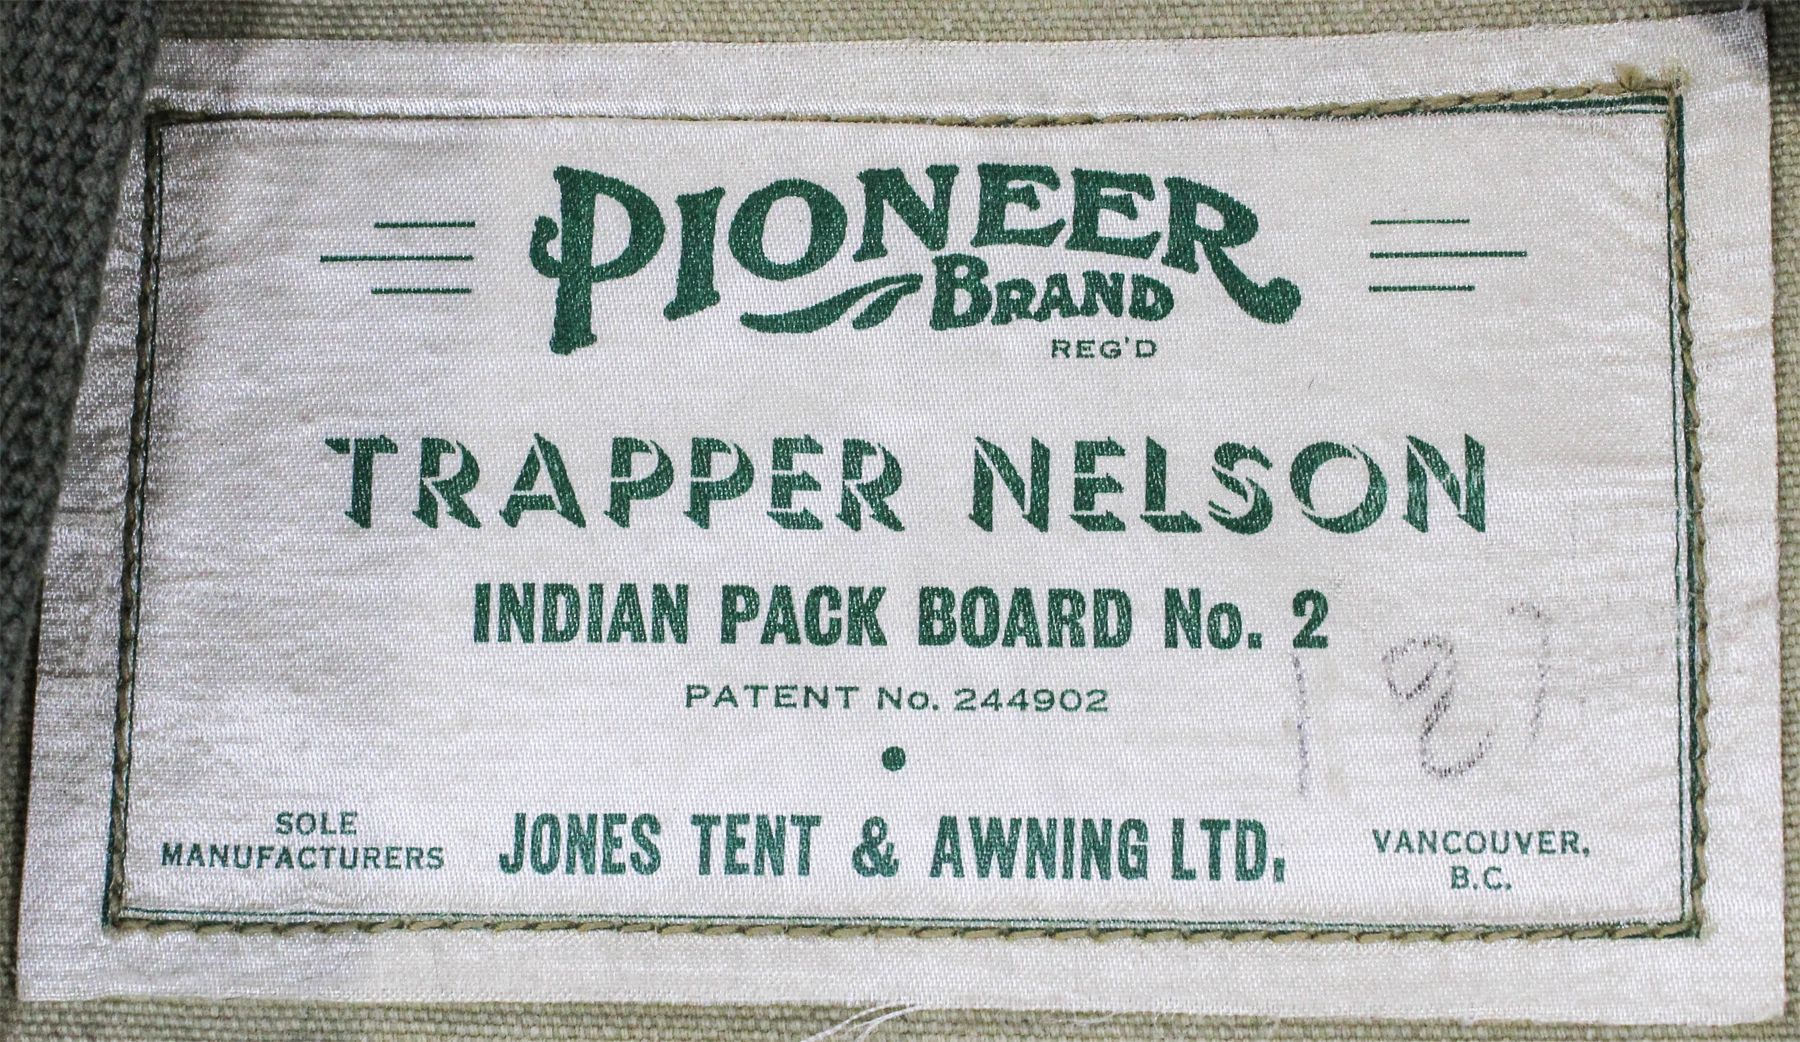 PIONEER
BRAND
REG'D
TRAPPER NELSON
INDIAN PACK BOARD No. 2
PATENT No. 244902
SOLE
MANUFACTURERS
JONES TENT & AWNING LTD.
VANCOUVER,
B.C.